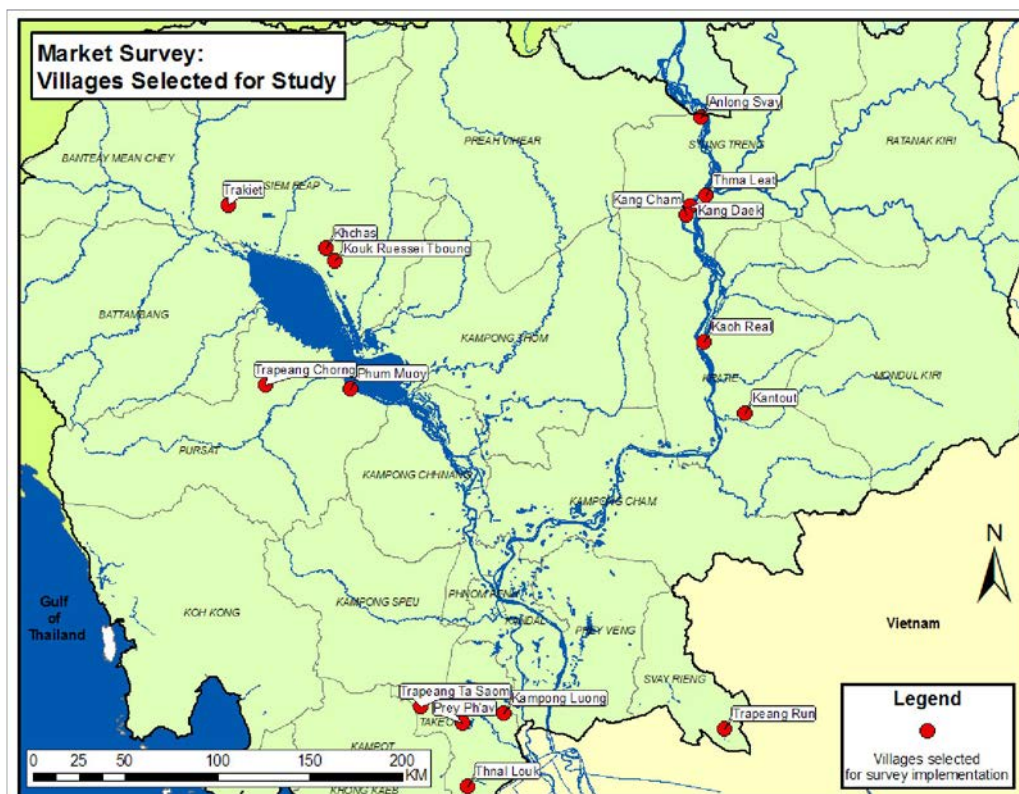 Market Survey:
Villages Selected for Study
Anlong Svay
PREAH VIHEAR
STUNG TRENG
RATANAK KIRI
BANTEAY MEAN CHEY
SIEM REAP
Trakiet
Thma Leat
Kang Cham
Kang Daek
Khchas
Kouk Ruessei Tboung
BATTAMBANG
KAMPONG THOM
Kaoh Real
Trapeang Chorng
Phum Muoy
KRATIE
MONDUL KIRI
Kantout
PURSAT
KAMPONG CHHNANG
KAMPONG CHAM
N
Gulf
of
Thailand
KOH KONG
KAMPONG SPEU
PHNOM PENH
KANDAL
PREY VENG
Vietnam
SVAY RIENG
Trapeang Ta Saom
Kampong Luong
Prey Ph'av
TAKEO
Trapeang Run
Legend
Villages selected
for survey implementation
KAMPOT
0 25 50 100 150 200
KM
Thnal Louk
KHONG KAEB